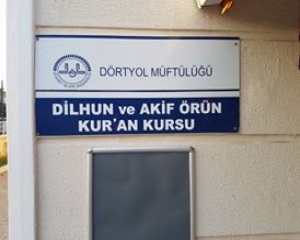 DÖRTYOL MÜFTÜLÜĞÜ
DİLHUN ve AKİF ÖRÜN
KUR'AN KURSU